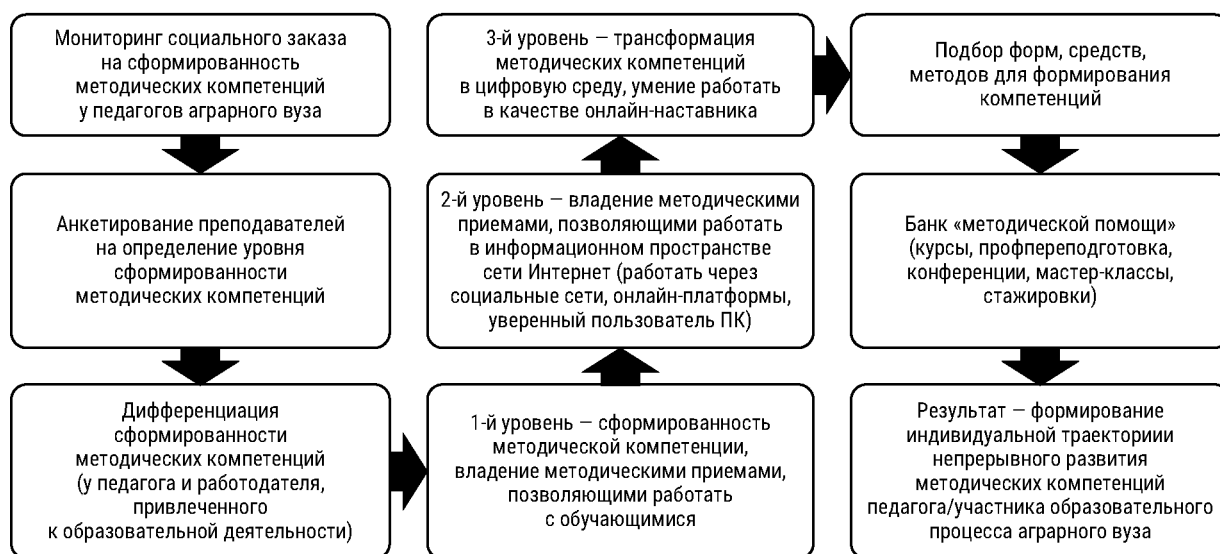 Мониторинг социального заказа
на сформированность
методических компетенций
у педагогов аграрного вуза
Анкетирование преподавателей
на определение уровня
сформированности
методических компетенций
Дифференциация
сформированности
методических компетенций
(у педагога и работодателя,
привлеченного
к образовательной деятельности)
1-й уровень — сформированность
методической компетенции,
владение методическими приемами,
позволяющими работать
с обучающимися
2-й уровень — владение методическими
приемами, позволяющими работать
в информационном пространстве
сети Интернет (работать через
социальные сети, онлайн-платформы,
уверенный пользователь ПК)
3-й уровень — трансформация
методических компетенций
в цифровую среду, умение работать
в качестве онлайн-наставника
Подбор форм, средств,
методов для формирования
компетенций
Банк «методической помощи»
(курсы, профпереподготовка,
конференции, мастер-классы,
стажировки)
Результат — формирование
индивидуальной траекториии
непрерывного развития
методических компетенций
педагога/участника образовательного
процесса аграрного вуза